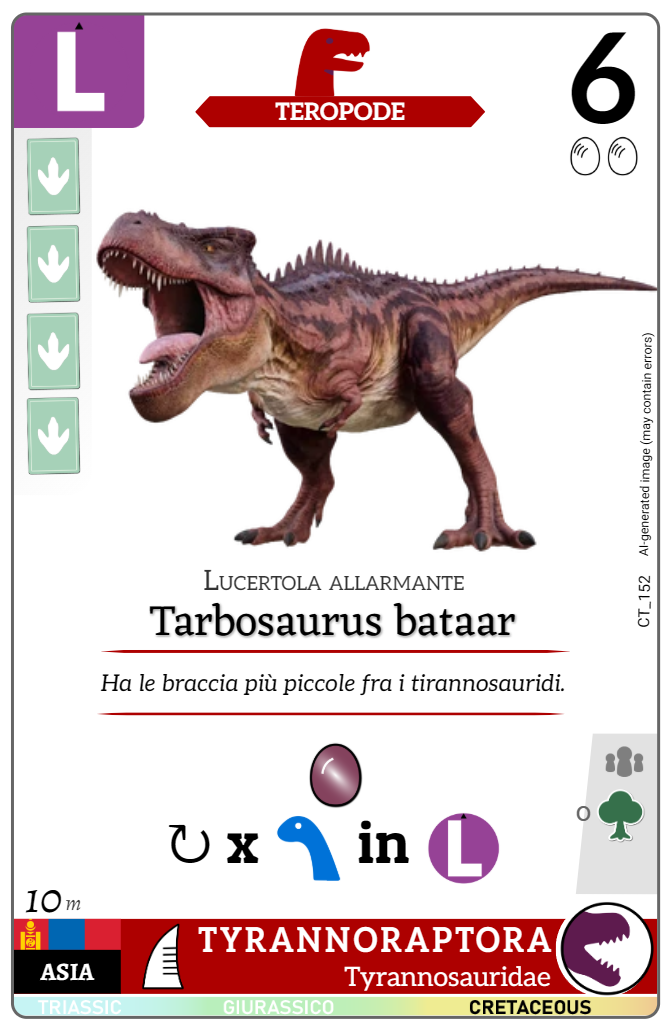 L
TEROPODE
6
AI-generated image (may contain errors)
CT_152
Lucertola allarmante
Tarbosaurus bataar
Ha le braccia più piccole fra i tirannosauridi.
↻ x in L
o
10 m
ASIA
TYRANNORAPTORA
Tyrannosauridae
TRIASSIC GIURASSICO CRETACEOUS